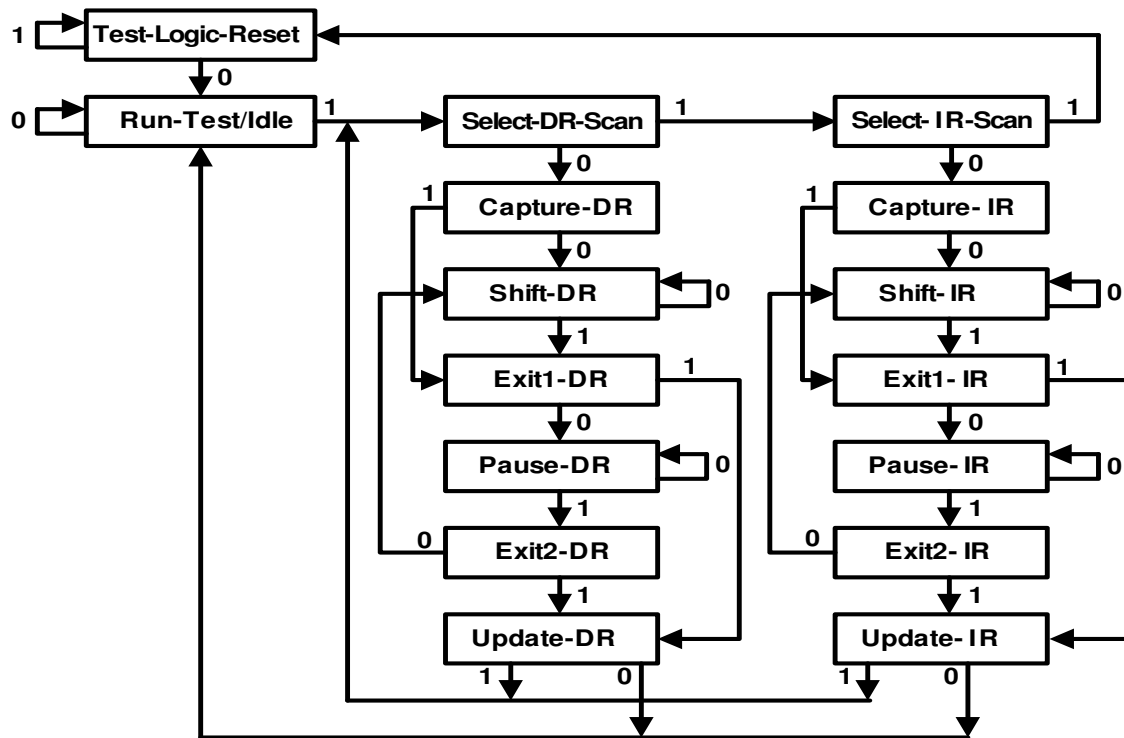 1 Test-Logic-Reset
0
0 Run-Test/Idle 1 Select-DR-Scan 1 Select- IR-Scan 1
0 0
1 Capture-DR 1 Capture- IR
0 0
Shift-DR 0 Shift- IR 0
1 1
Exit1-DR 1 Exit1- IR 1
0 0
Pause-DR 0 Pause- IR 0
1 1
0 Exit2-DR 0 Exit2- IR
1 1
Update-DR Update- IR
1 0 1 0